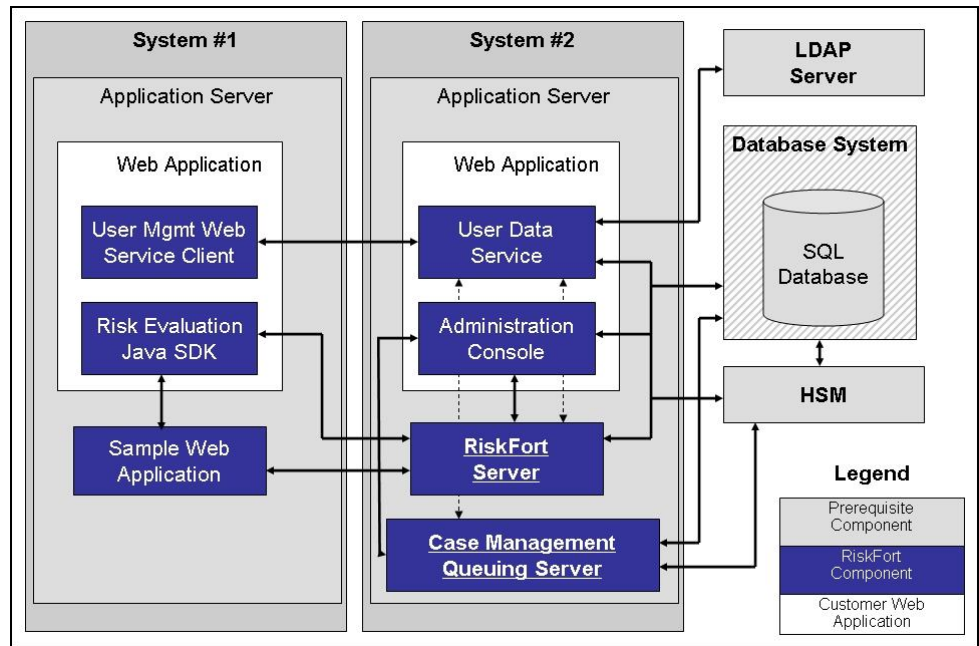 System #1
Application Server
Web Application
User Mgmt Web
Service Client
Risk Evaluation
Java SDK
Sample Web
Application
System #2
Application Server
Web Application
User Data
Service
Administration
Console
RiskFort
Server
Case Management
Queuing Server
LDAP
Server
Database System
SQL
Database
HSM
Legend
Prerequisite
Component
RiskFort
Component
Customer Web
Application